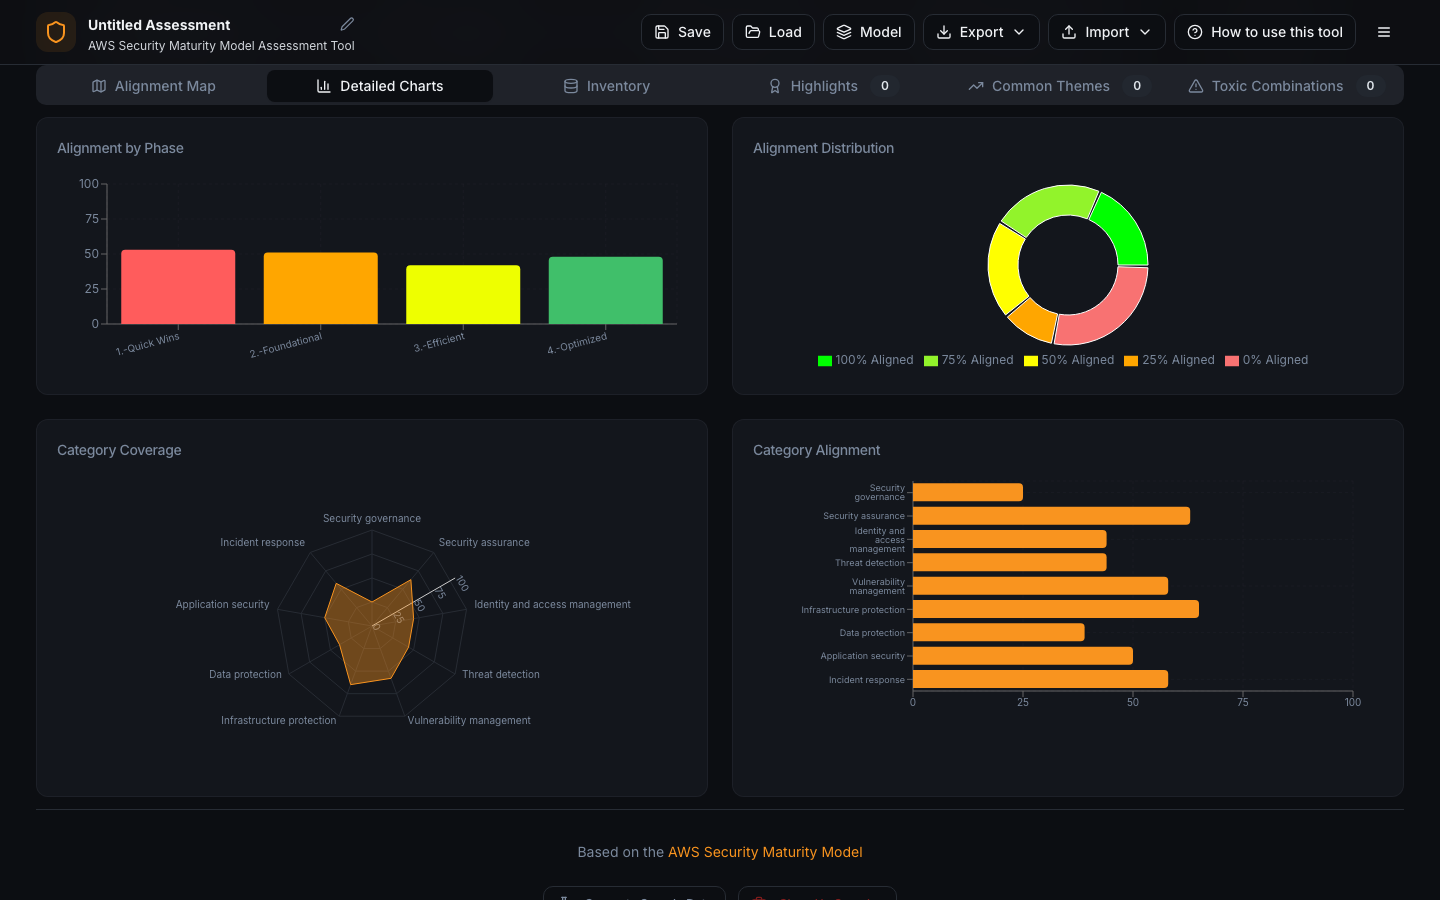 Untitled Assessment
AWS Security Maturity Model Assessment Tool
Save
Load
Model
Export
Import
How to use this tool
Alignment Map
Detailed Charts
Inventory
Highlights 0
Common Themes 0
Toxic Combinations 0
Alignment by Phase
100
75
50
25
0
1.-Quick Wins
2.-Foundational
3.-Efficient
4.-Optimized
Alignment Distribution
100% Aligned
75% Aligned
50% Aligned
25% Aligned
0% Aligned
Category Coverage
Security governance
Security assurance
Identity and access management
Threat detection
Vulnerability management
Infrastructure protection
Data protection
Application security
Incident response
0
25
50
75
100
Category Alignment
Security
governance
Security assurance
Identity and
access
management
Threat detection
Vulnerability
management
Infrastructure protection
Data protection
Application security
Incident response
0
25
50
75
100
Based on the AWS Security Maturity Model